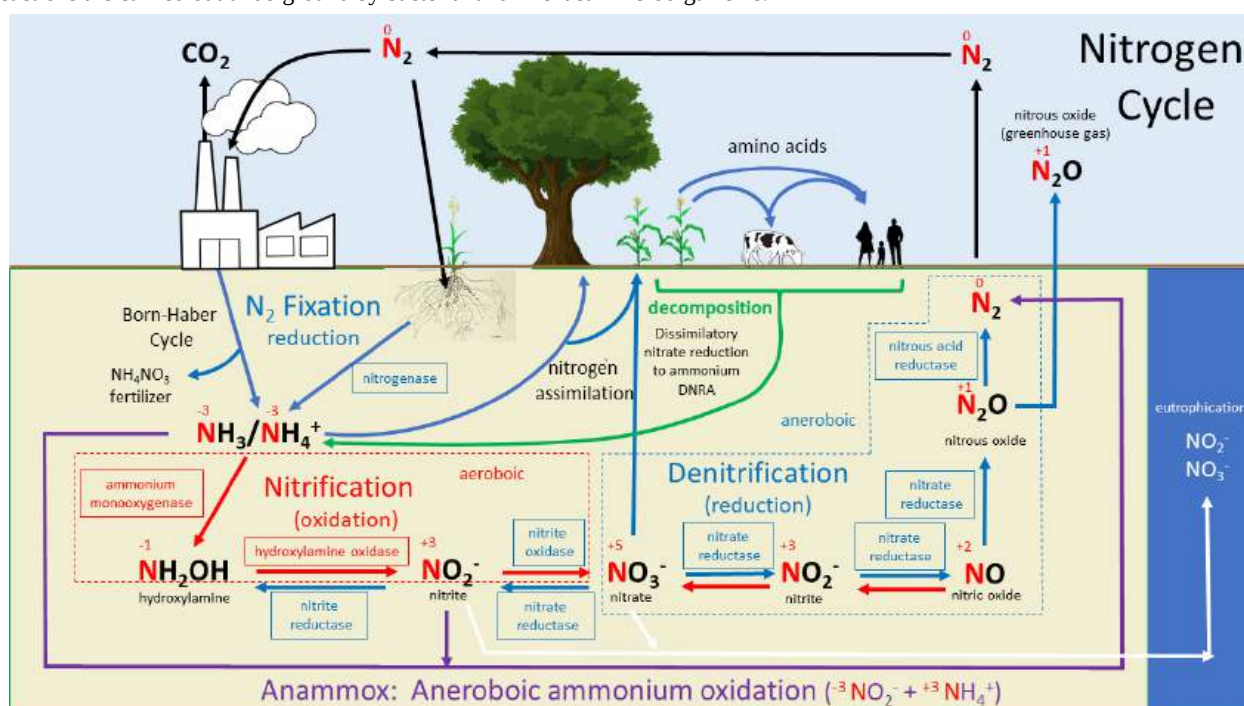 Nitrogen
Cycle
CO2
0
N2
0
N2
nitrous oxide
(greenhouse gas)
+1
N2O
amino acids
Born-Haber
Cycle
NH4NO3
fertilizer
N2 Fixation
reduction
nitrogenase
nitrogen
assimilation
decomposition
Dissimilatory
nitrate reduction
to ammonium
DNRA
aneroboic
0
N2
nitrous acid
reductase
+1
N2O
nitrous oxide
eutrophication
NO2-
NO3-
-3 -3
NH3/NH4+
ammonium
monooxygenase
Nitrification
(oxidation)
aeroboic
Denitrification
(reduction)
nitrate
reductase
-1
NH2OH
hydroxylamine
hydroxylamine oxidase
nitrite
reductase
+3
NO2-
nitrite
nitrite
oxidase
nitrate
reductase
+5
NO3-
nitrate
nitrate
reductase
+3
NO2-
nitrite
nitrate
reductase
+2
NO
nitric oxide
Anammox: Aneroboic ammonium oxidation (-3 NO2- + +3 NH4+)